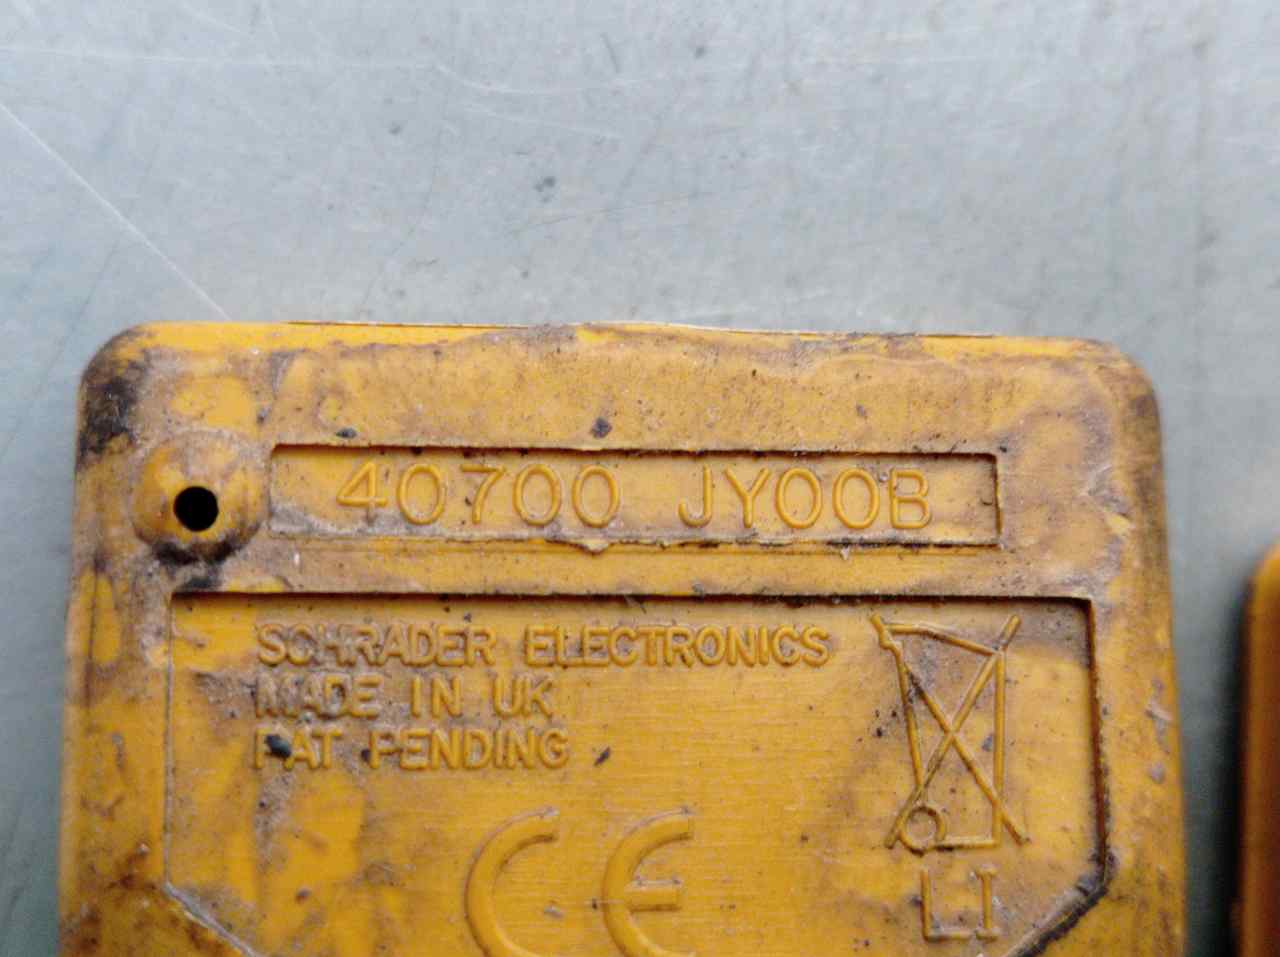 40700 JY00B
SCHRADER ELECTRONICS
MADE IN UK
PAT PENDING
CE
LI